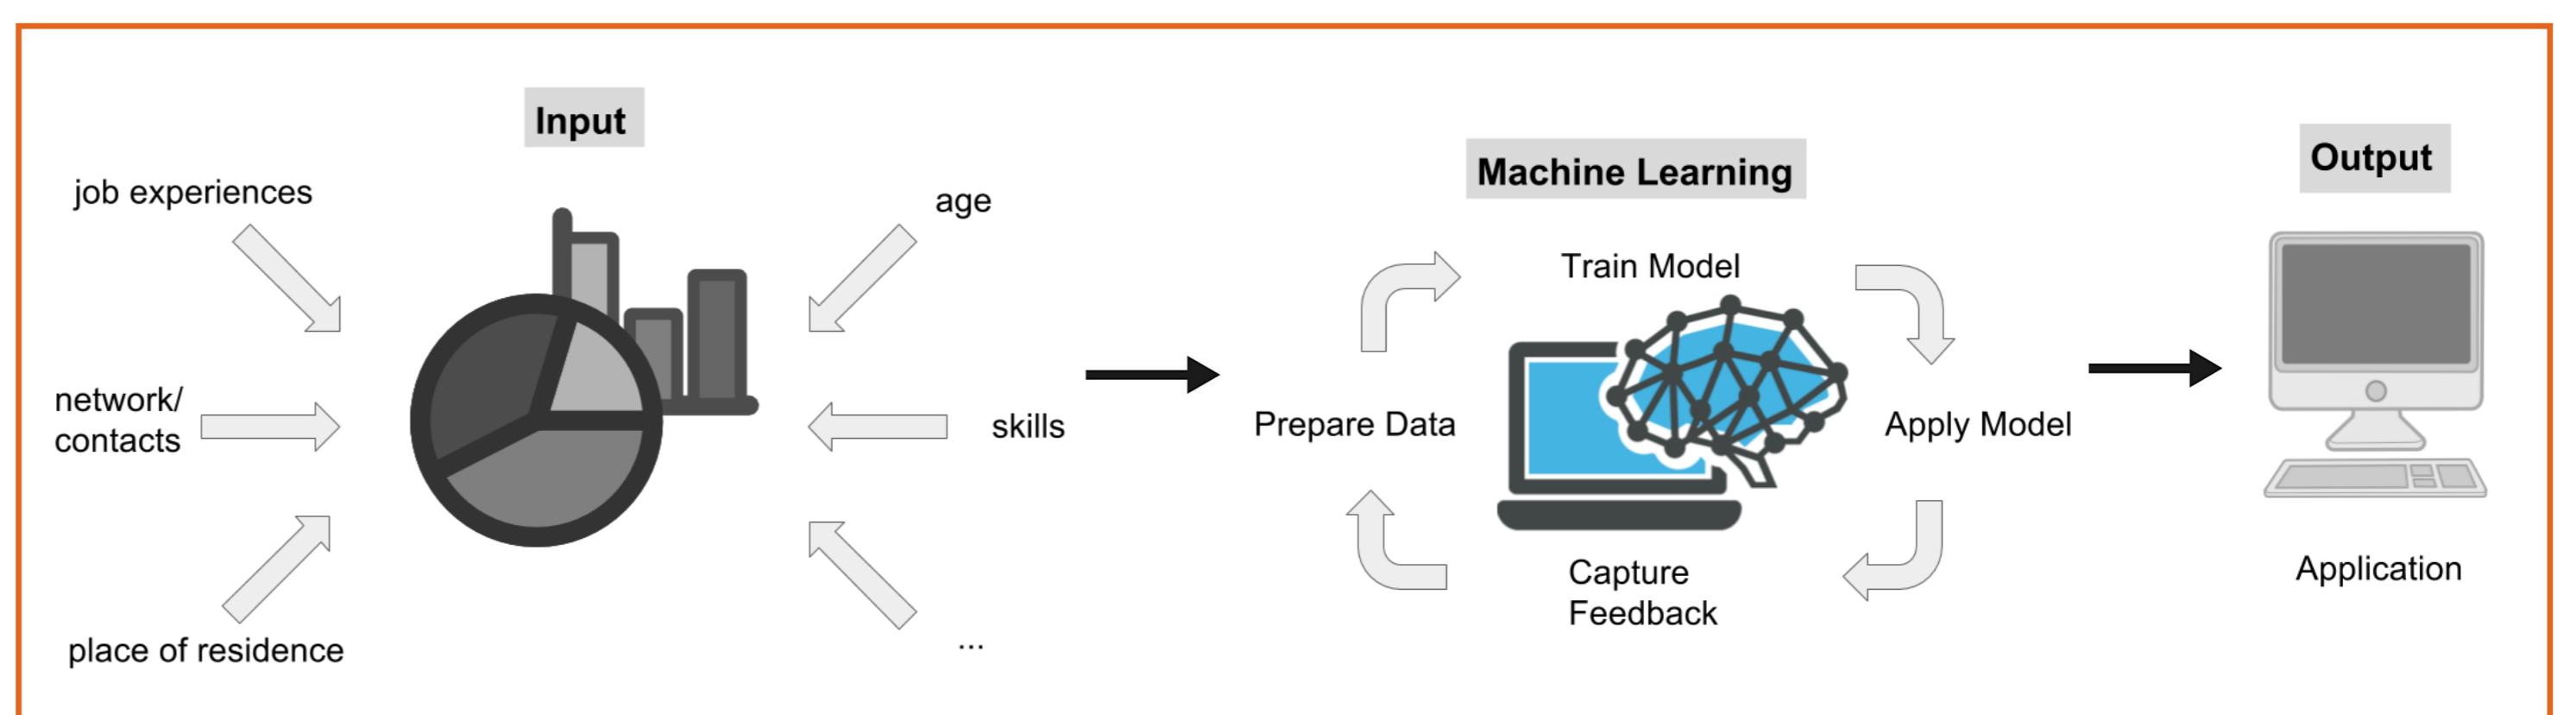 Input
job experiences
age
network/
contacts
skills
place of residence
...
Machine Learning
Train Model
Prepare Data
Apply Model
Capture
Feedback
Output
Application